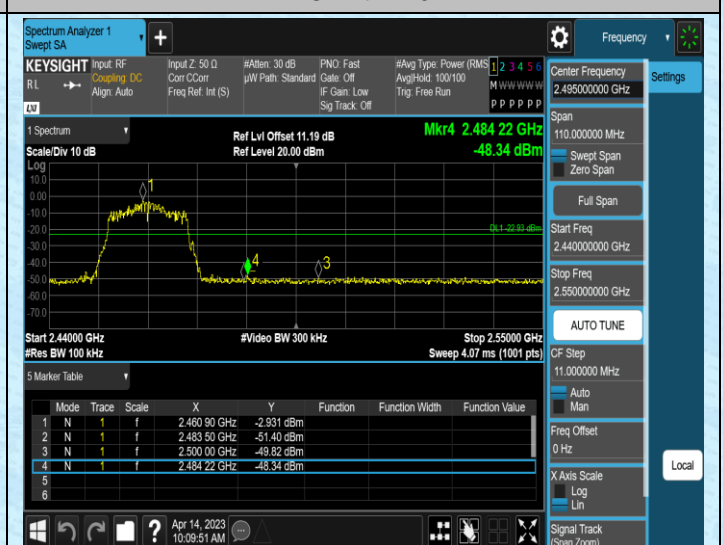 Spectrum Analyzer 1
Swept SA
+
Frequency
KEYSIGHT
RL
LXI
Input: RF
Coupling: DC
Align: Auto
Input Z: 50 Ω
Corr CCorr
Freq Ref: Int (S)
#Atten: 30 dB
µW Path: Standard
PNO: Fast
Gate: Off
IF Gain: Low
Sig Track: Off
#Avg Type: Power (RMS
Avg|Hold: 100/100
Trig: Free Run
1 2 3 4 5 6
M W W W W W
P P P P P P
Center Frequency
2.495000000 GHz
Settings
1 Spectrum
Scale/Div 10 dB
Ref Lvl Offset 11.19 dB
Ref Level 20.00 dBm
Mkr4 2.484 22 GHz
-48.34 dBm
Span
110.000000 MHz
Swept Span
Zero Span
Full Span
Start Freq
2.440000000 GHz
Stop Freq
2.550000000 GHz
AUTO TUNE
CF Step
11.000000 MHz
Auto
Man
Freq Offset
0 Hz
X Axis Scale
Log
Lin
Signal Track
(Span Zoom)
Local
Log
10.0
0.00
-10.0
-20.0
-30.0
-40.0
-50.0
-60.0
-70.0
1
DL1 -22.93 dBm
4
3
Start 2.44000 GHz
#Res BW 100 kHz
#Video BW 300 kHz
Stop 2.55000 GHz
Sweep 4.07 ms (1001 pts)
5 Marker Table
Mode Trace Scale X Y Function Function Width Function Value
1 N 1 f 2.460 90 GHz -2.931 dBm
2 N 1 f 2.483 50 GHz -51.40 dBm
3 N 1 f 2.500 00 GHz -49.82 dBm
4 N 1 f 2.484 22 GHz -48.34 dBm
5
6
?
Apr 14, 2023
10:09:51 AM